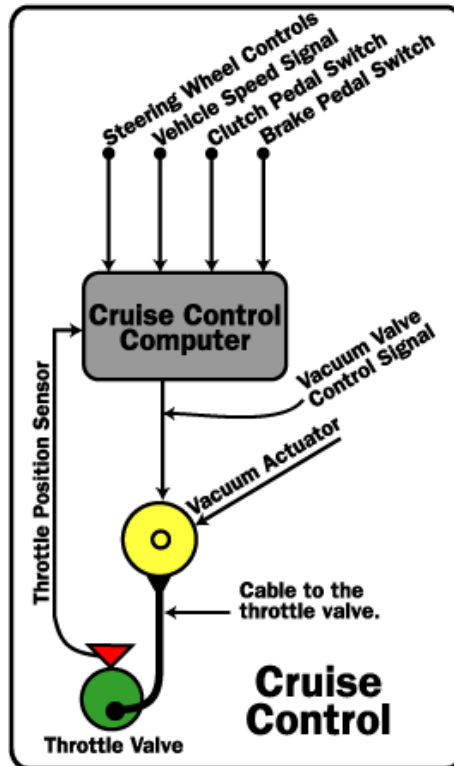 Steering Wheel Controls
Vehicle Speed Signal
Clutch Pedal Switch
Brake Pedal Switch
Cruise Control
Computer
Vacuum Valve
Control Signal
Throttle Position Sensor
Vacuum Actuator
Cable to the
throttle valve.
Throttle Valve
Cruise
Control